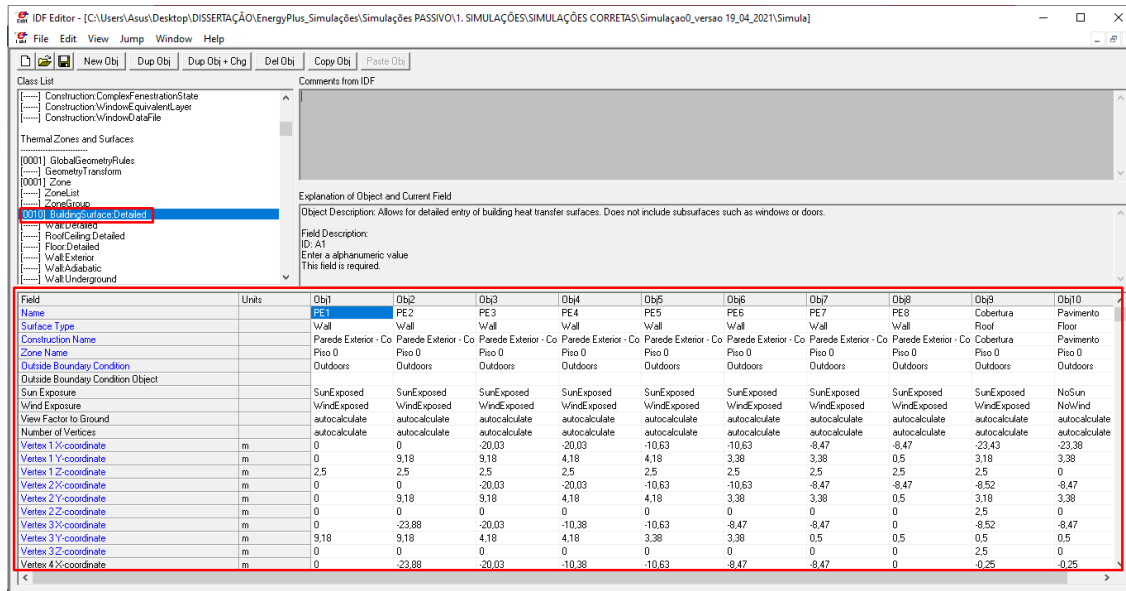 IDF Editor - [C:\Users\Asus\Desktop\DISSERTAÇÃO\EnergyPlus_Simulações\Simulações PASSIVO\1. SIMULAÇÕES\SIMULAÇÕES CORRETAS\Simulaçao0_versao 19_04_2021\Simula]
File Edit View Jump Window Help
New Obj Dup Obj Dup Obj + Chg Del Obj Copy Obj Paste Obj
Class List Comments from IDF
[------] Construction:ComplexFenestrationState
[------] Construction:WindowEquivalentLayer
[------] Construction:WindowDataFile
Thermal Zones and Surfaces
--------------------------
[0001] GlobalGeometryRules
[------] GeometryTransform
[0001] Zone
[------] ZoneList
[------] ZoneGroup
[0010] BuildingSurface:Detailed
[------] Wall:Detailed
[------] RoofCeiling:Detailed
[------] Floor:Detailed
[------] Wall:Exterior
[------] Wall:Adiabatic
[------] Wall:Underground
Explanation of Object and Current Field
Object Description: Allows for detailed entry of building heat transfer surfaces. Does not include subsurfaces such as windows or doors.
Field Description:
ID: A1
Enter a alphanumeric value
This field is required.
Field Units Obj1 Obj2 Obj3 Obj4 Obj5 Obj6 Obj7 Obj8 Obj9 Obj10
Name PE1 PE2 PE3 PE4 PE5 PE6 PE7 PE8 Cobertura Pavimento
Surface Type Wall Wall Wall Wall Wall Wall Wall Wall Roof Floor
Construction Name Parede Exterior - Co Parede Exterior - Co Parede Exterior - Co Parede Exterior - Co Parede Exterior - Co Parede Exterior - Co Parede Exterior - Co Parede Exterior - Co Cobertura Pavimento
Zone Name Piso 0 Piso 0 Piso 0 Piso 0 Piso 0 Piso 0 Piso 0 Piso 0 Piso 0 Piso 0
Outside Boundary Condition Outdoors Outdoors Outdoors Outdoors Outdoors Outdoors Outdoors Outdoors Outdoors Outdoors
Outside Boundary Condition Object
Sun Exposure SunExposed SunExposed SunExposed SunExposed SunExposed SunExposed SunExposed SunExposed SunExposed NoSun
Wind Exposure WindExposed WindExposed WindExposed WindExposed WindExposed WindExposed WindExposed WindExposed WindExposed NoWind
View Factor to Ground autocalculate autocalculate autocalculate autocalculate autocalculate autocalculate autocalculate autocalculate autocalculate autocalculate
Number of Vertices autocalculate autocalculate autocalculate autocalculate autocalculate autocalculate autocalculate autocalculate autocalculate autocalculate
Vertex 1 X-coordinate m 0 0 -20,03 -20,03 -10,63 -10,63 -8,47 -8,47 -23,43 -23,38
Vertex 1 Y-coordinate m 0 9,18 9,18 4,18 4,18 3,38 3,38 0,5 3,18 3,38
Vertex 1 Z-coordinate m 2,5 2,5 2,5 2,5 2,5 2,5 2,5 2,5 2,5 0
Vertex 2 X-coordinate m 0 0 -20,03 -20,03 -10,63 -10,63 -8,47 -8,47 -8,52 -8,47
Vertex 2 Y-coordinate m 0 9,18 9,18 4,18 4,18 3,38 3,38 0,5 3,18 3,38
Vertex 2 Z-coordinate m 0 0 0 0 0 0 0 0 2,5 0
Vertex 3 X-coordinate m 0 -23,88 -20,03 -10,38 -10,63 -8,47 -8,47 0 -8,52 -8,47
Vertex 3 Y-coordinate m 9,18 9,18 4,18 4,18 3,38 3,38 0,5 0,5 0,5 0,5
Vertex 3 Z-coordinate m 0 0 0 0 0 0 0 0 2,5 0
Vertex 4 X-coordinate m 0 -23,88 -20,03 -10,38 -10,63 -8,47 -8,47 0 -0,25 -0,25